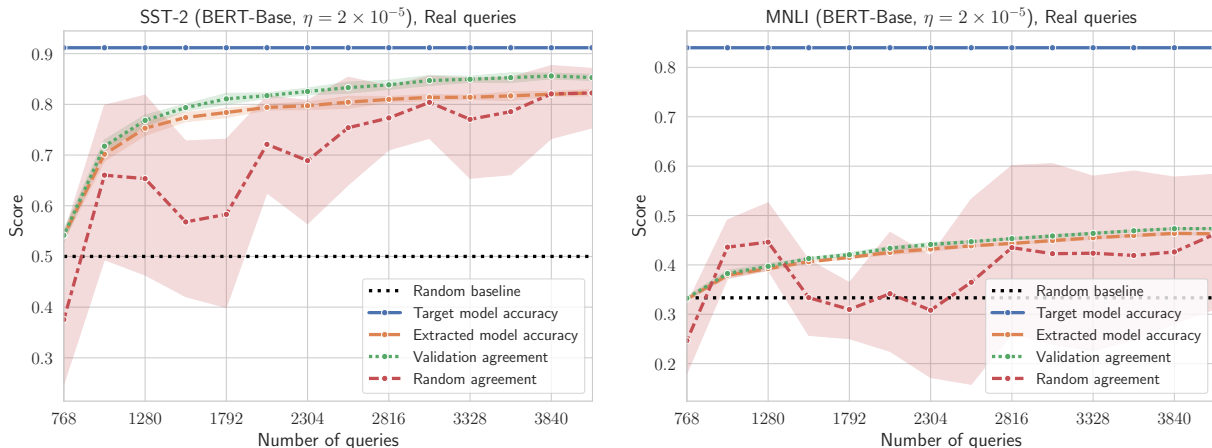 SST-2 (BERT-Base, η = 2 × 10⁻⁵), Real queries
0.9
0.8
0.7
0.6
0.5
0.4
0.3
Score
Random baseline
Target model accuracy
Extracted model accuracy
Validation agreement
Random agreement
768 1280 1792 2304 2816 3328 3840
Number of queries
MNLI (BERT-Base, η = 2 × 10⁻⁵), Real queries
0.8
0.7
0.6
0.5
0.4
0.3
0.2
Score
Random baseline
Target model accuracy
Extracted model accuracy
Validation agreement
Random agreement
768 1280 1792 2304 2816 3328 3840
Number of queries